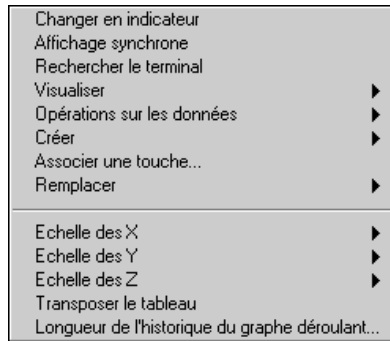 Changer en indicateur
Affichage synchrone
Rechercher le terminal
Visualiser
Opérations sur les données
Créer
Associer une touche...
Remplacer
Echelle des X
Echelle des Y
Echelle des Z
Transposer le tableau
Longueur de l'historique du graphe déroulant...